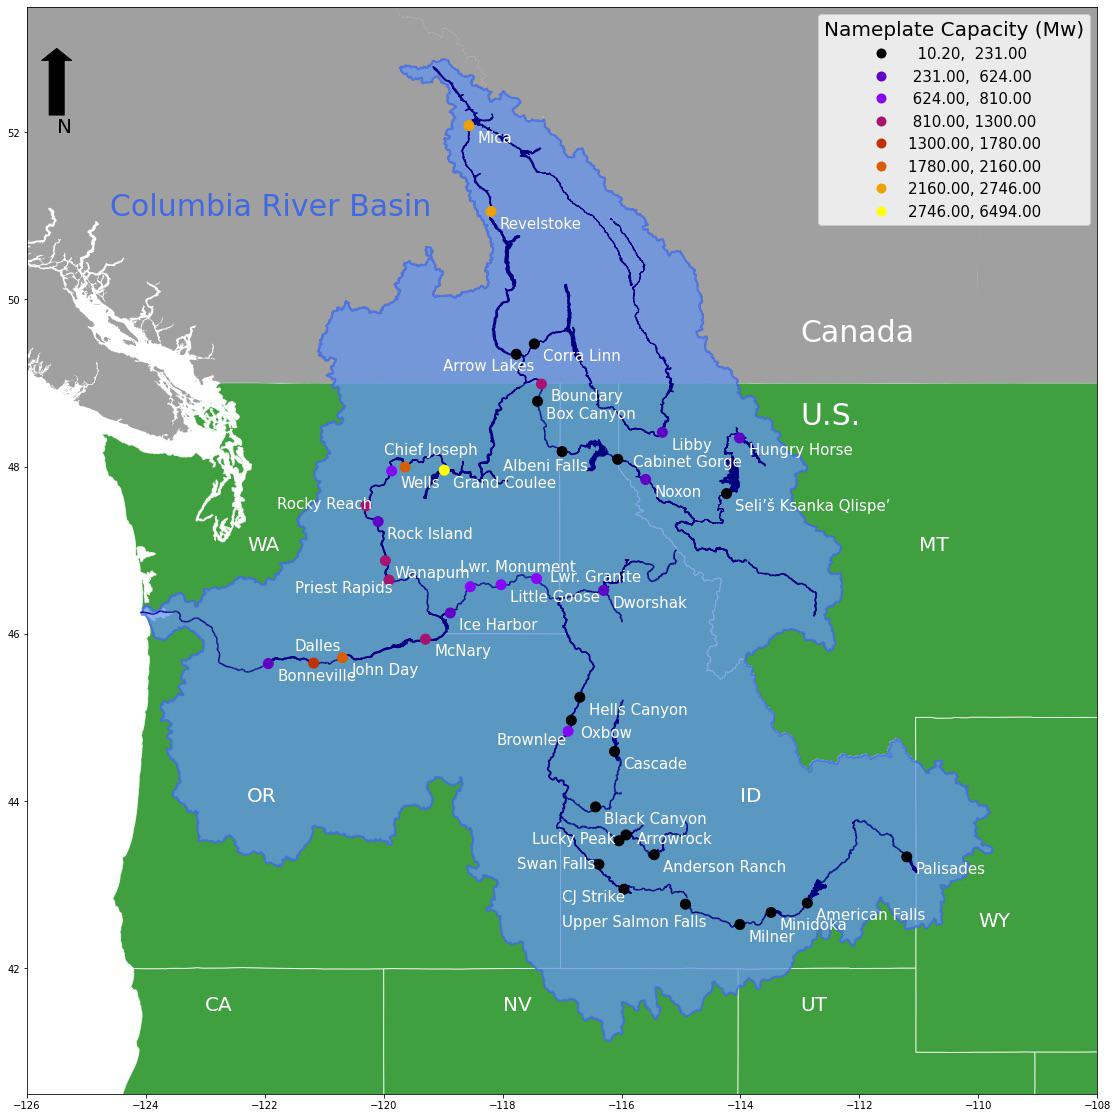 Nameplate Capacity (Mw)
10.20, 231.00
231.00, 624.00
624.00, 810.00
810.00, 1300.00
1300.00, 1780.00
1780.00, 2160.00
2160.00, 2746.00
2746.00, 6494.00
N
Columbia River Basin
Mica
Revelstoke
Canada
Corra Linn
Arrow Lakes
Boundary
Box Canyon
U.S.
Libby
Hungry Horse
Chief Joseph
Albeni Falls
Cabinet Gorge
Wells
Grand Coulee
Noxon
Rocky Reach
Seli’š Ksanka Qlispe’
Rock Island
WA
MT
Lwr. Monument
Wanapum
Lwr. Granite
Priest Rapids
Little Goose
Dworshak
Ice Harbor
Dalles
McNary
John Day
Bonneville
Hells Canyon
Oxbow
Brownlee
Cascade
OR
ID
Black Canyon
Lucky Peak
Arrowrock
Swan Falls
Anderson Ranch
Palisades
CJ Strike
American Falls
Upper Salmon Falls
Minidoka
Milner
WY
CA
NV
UT
52
50
48
46
44
42
−126
−124
−122
−120
−118
−116
−114
−112
−110
−108